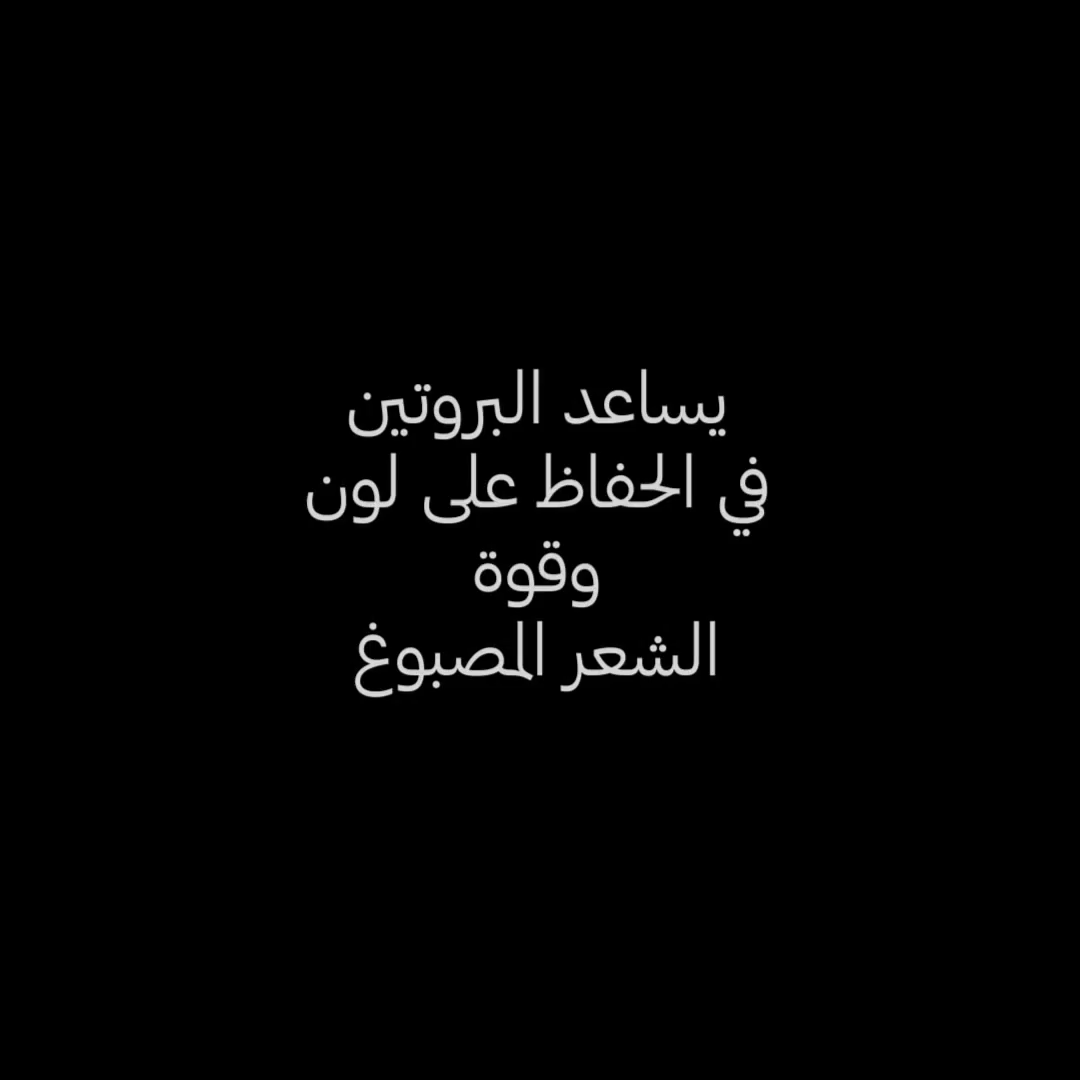 يساعد البروتين
في الحفاظ على لون
وقوة
الشعر المصبوغ